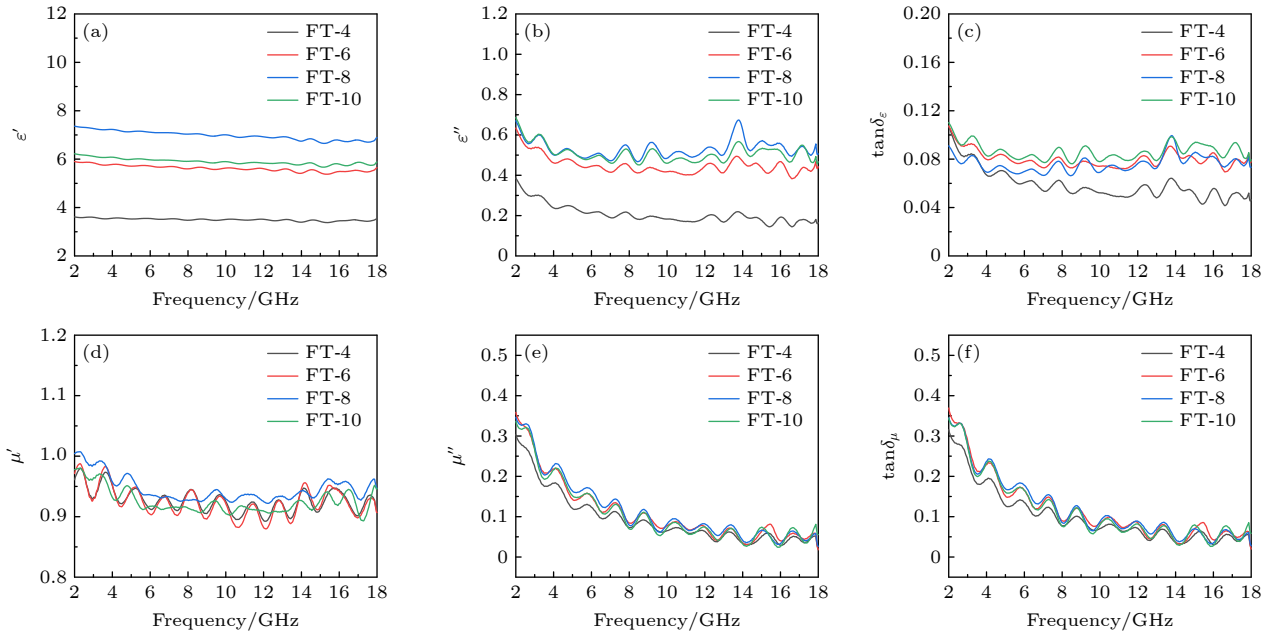 (a)
FT-4
FT-6
FT-8
FT-10
12
10
8
6
4
2
ε′
2 4 6 8 10 12 14 16 18
Frequency/GHz
(b)
FT-4
FT-6
FT-8
FT-10
1.2
1.0
0.8
0.6
0.4
0.2
0
ε″
2 4 6 8 10 12 14 16 18
Frequency/GHz
(c)
FT-4
FT-6
FT-8
FT-10
0.20
0.16
0.12
0.08
0.04
0
tanδε
2 4 6 8 10 12 14 16 18
Frequency/GHz
(d)
FT-4
FT-6
FT-8
FT-10
1.2
1.1
1.0
0.9
0.8
μ′
2 4 6 8 10 12 14 16 18
Frequency/GHz
(e)
FT-4
FT-6
FT-8
FT-10
0.5
0.4
0.3
0.2
0.1
0
μ″
2 4 6 8 10 12 14 16 18
Frequency/GHz
(f)
FT-4
FT-6
FT-8
FT-10
0.5
0.4
0.3
0.2
0.1
0
tanδμ
2 4 6 8 10 12 14 16 18
Frequency/GHz